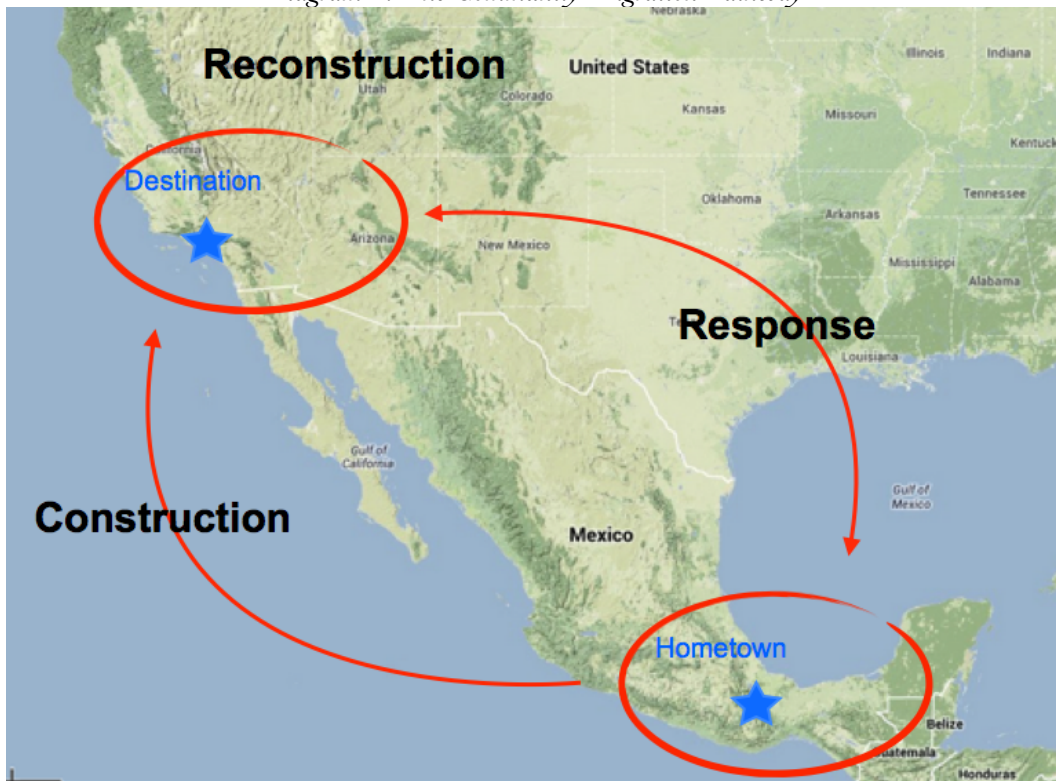 Nebraska
Reconstruction
United States
Illinois
Indiana
Utah
Colorado
Kansas
Missouri
Kentuck
California
Destination
Oklahoma
Tennessee
Arkansas
Arizona
New Mexico
Mississippi
Alabama
Response
Louisiana
Gulf of
California
Gulf of
Mexico
Construction
Mexico
Hometown
Belize
Guatemala
Honduras